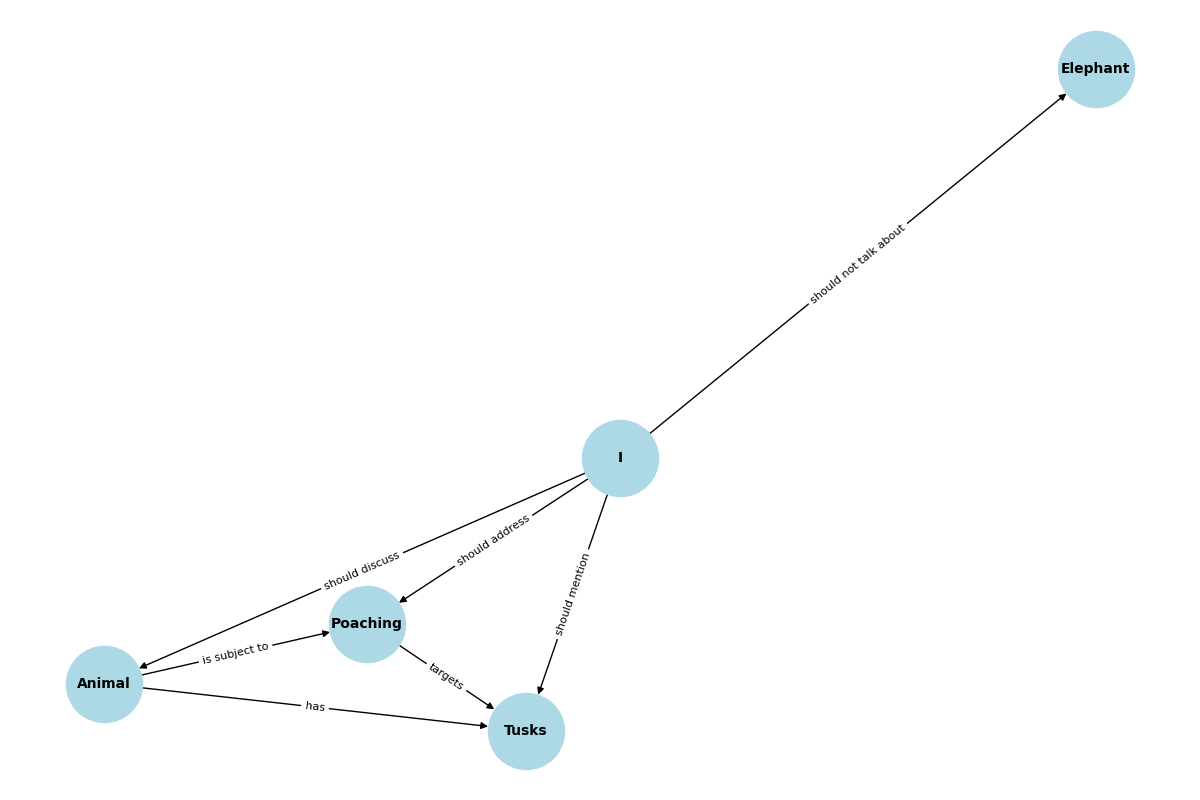 Elephant
should not talk about
I
should address
should discuss
should mention
Poaching
is subject to
targets
Animal
has
Tusks